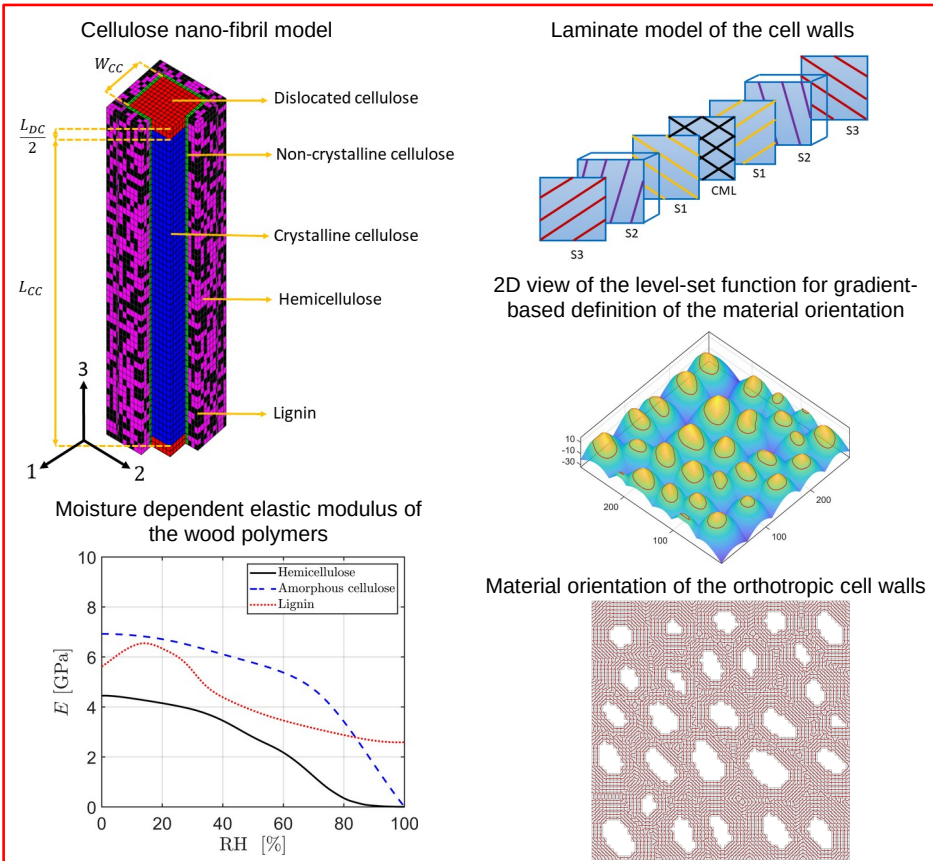 Cellulose nano-fibril model
W_CC
L_DC
2
L_CC
Dislocated cellulose
Non-crystalline cellulose
Crystalline cellulose
Hemicellulose
Lignin
3
1
2
Laminate model of the cell walls
S3
S2
S1
CML
S1
S2
S3
2D view of the level-set function for gradient-
based definition of the material orientation
10
-10
-30
200
100
100
200
Moisture dependent elastic modulus of
the wood polymers
Hemicellulose
Amorphous cellulose
Lignin
10
8
6
4
2
0
E [GPa]
0 20 40 60 80 100
RH [%]
Material orientation of the orthotropic cell walls